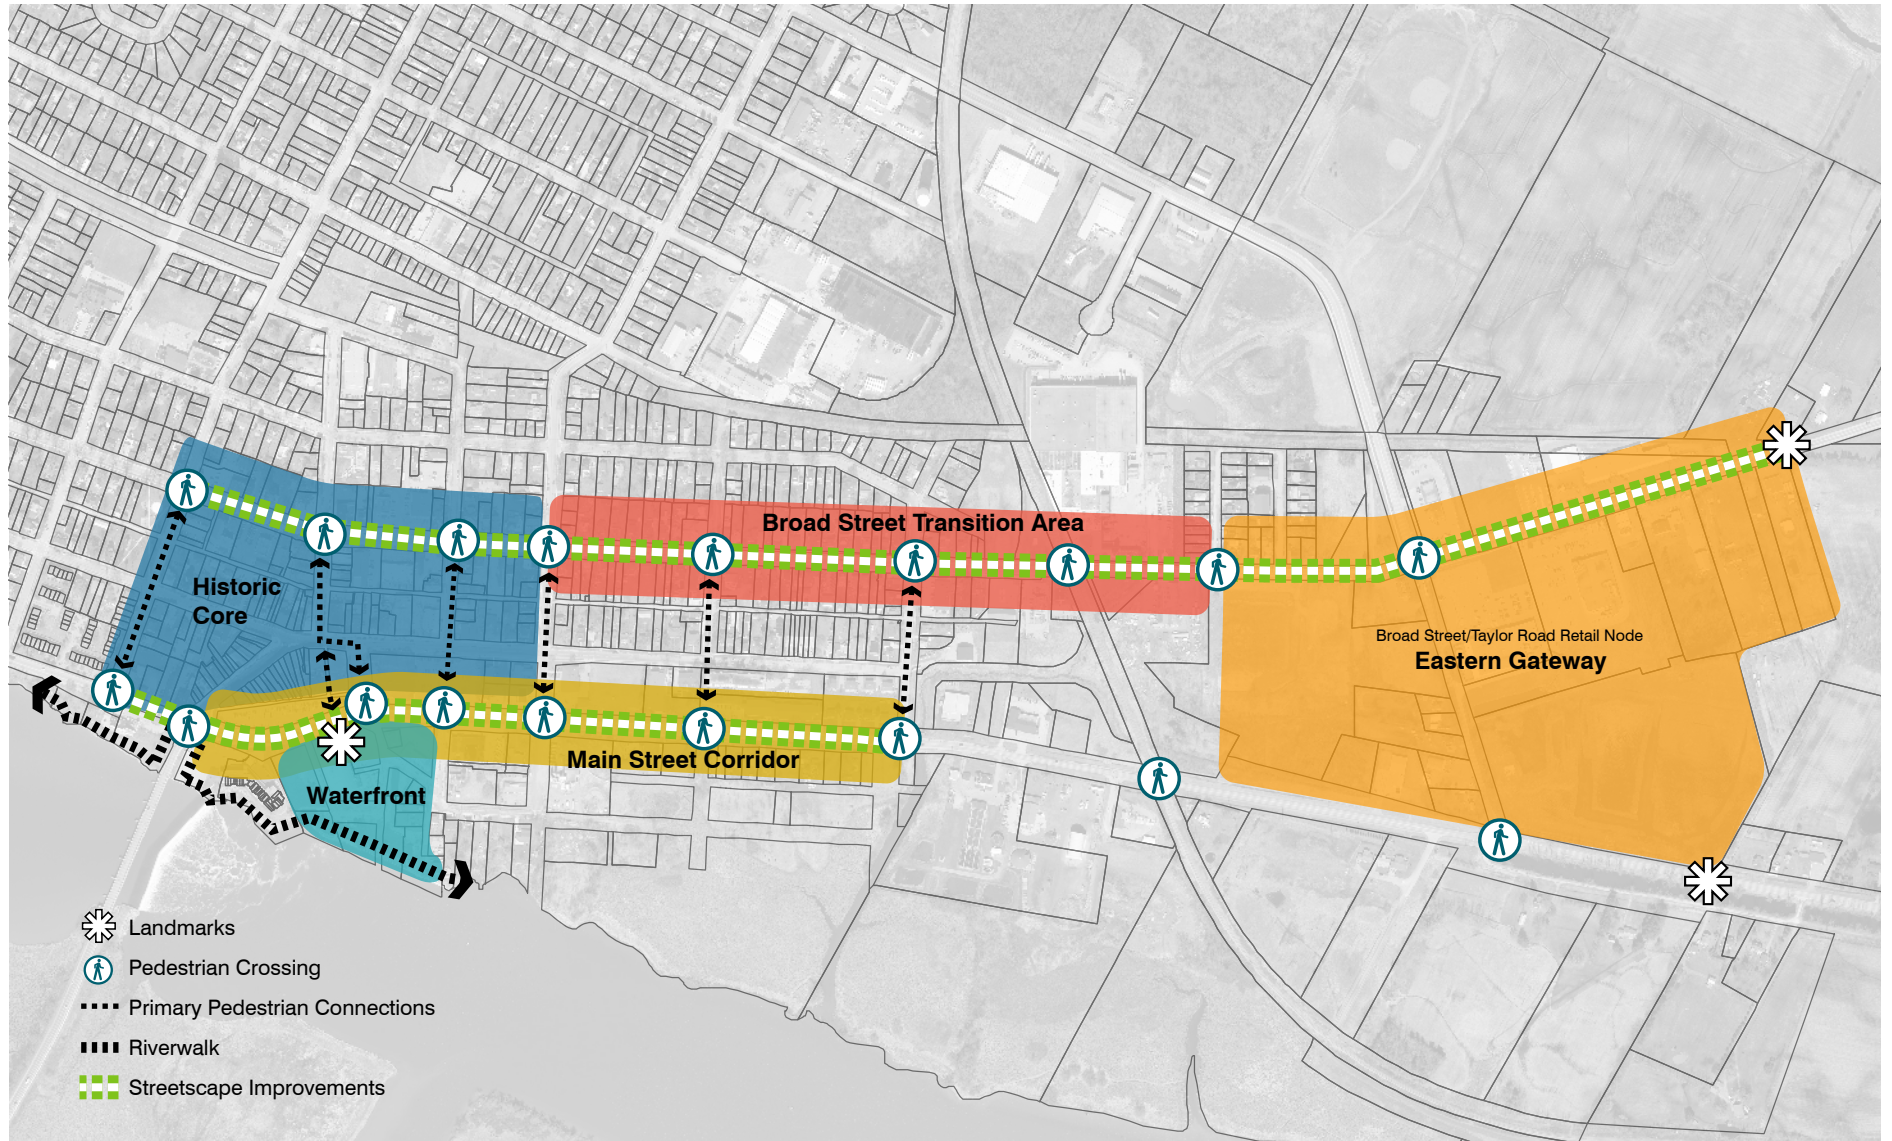 Broad Street Transition Area
Historic
Core
Broad Street/Taylor Road Retail Node
Eastern Gateway
Main Street Corridor
Waterfront
Landmarks
Pedestrian Crossing
Primary Pedestrian Connections
Riverwalk
Streetscape Improvements